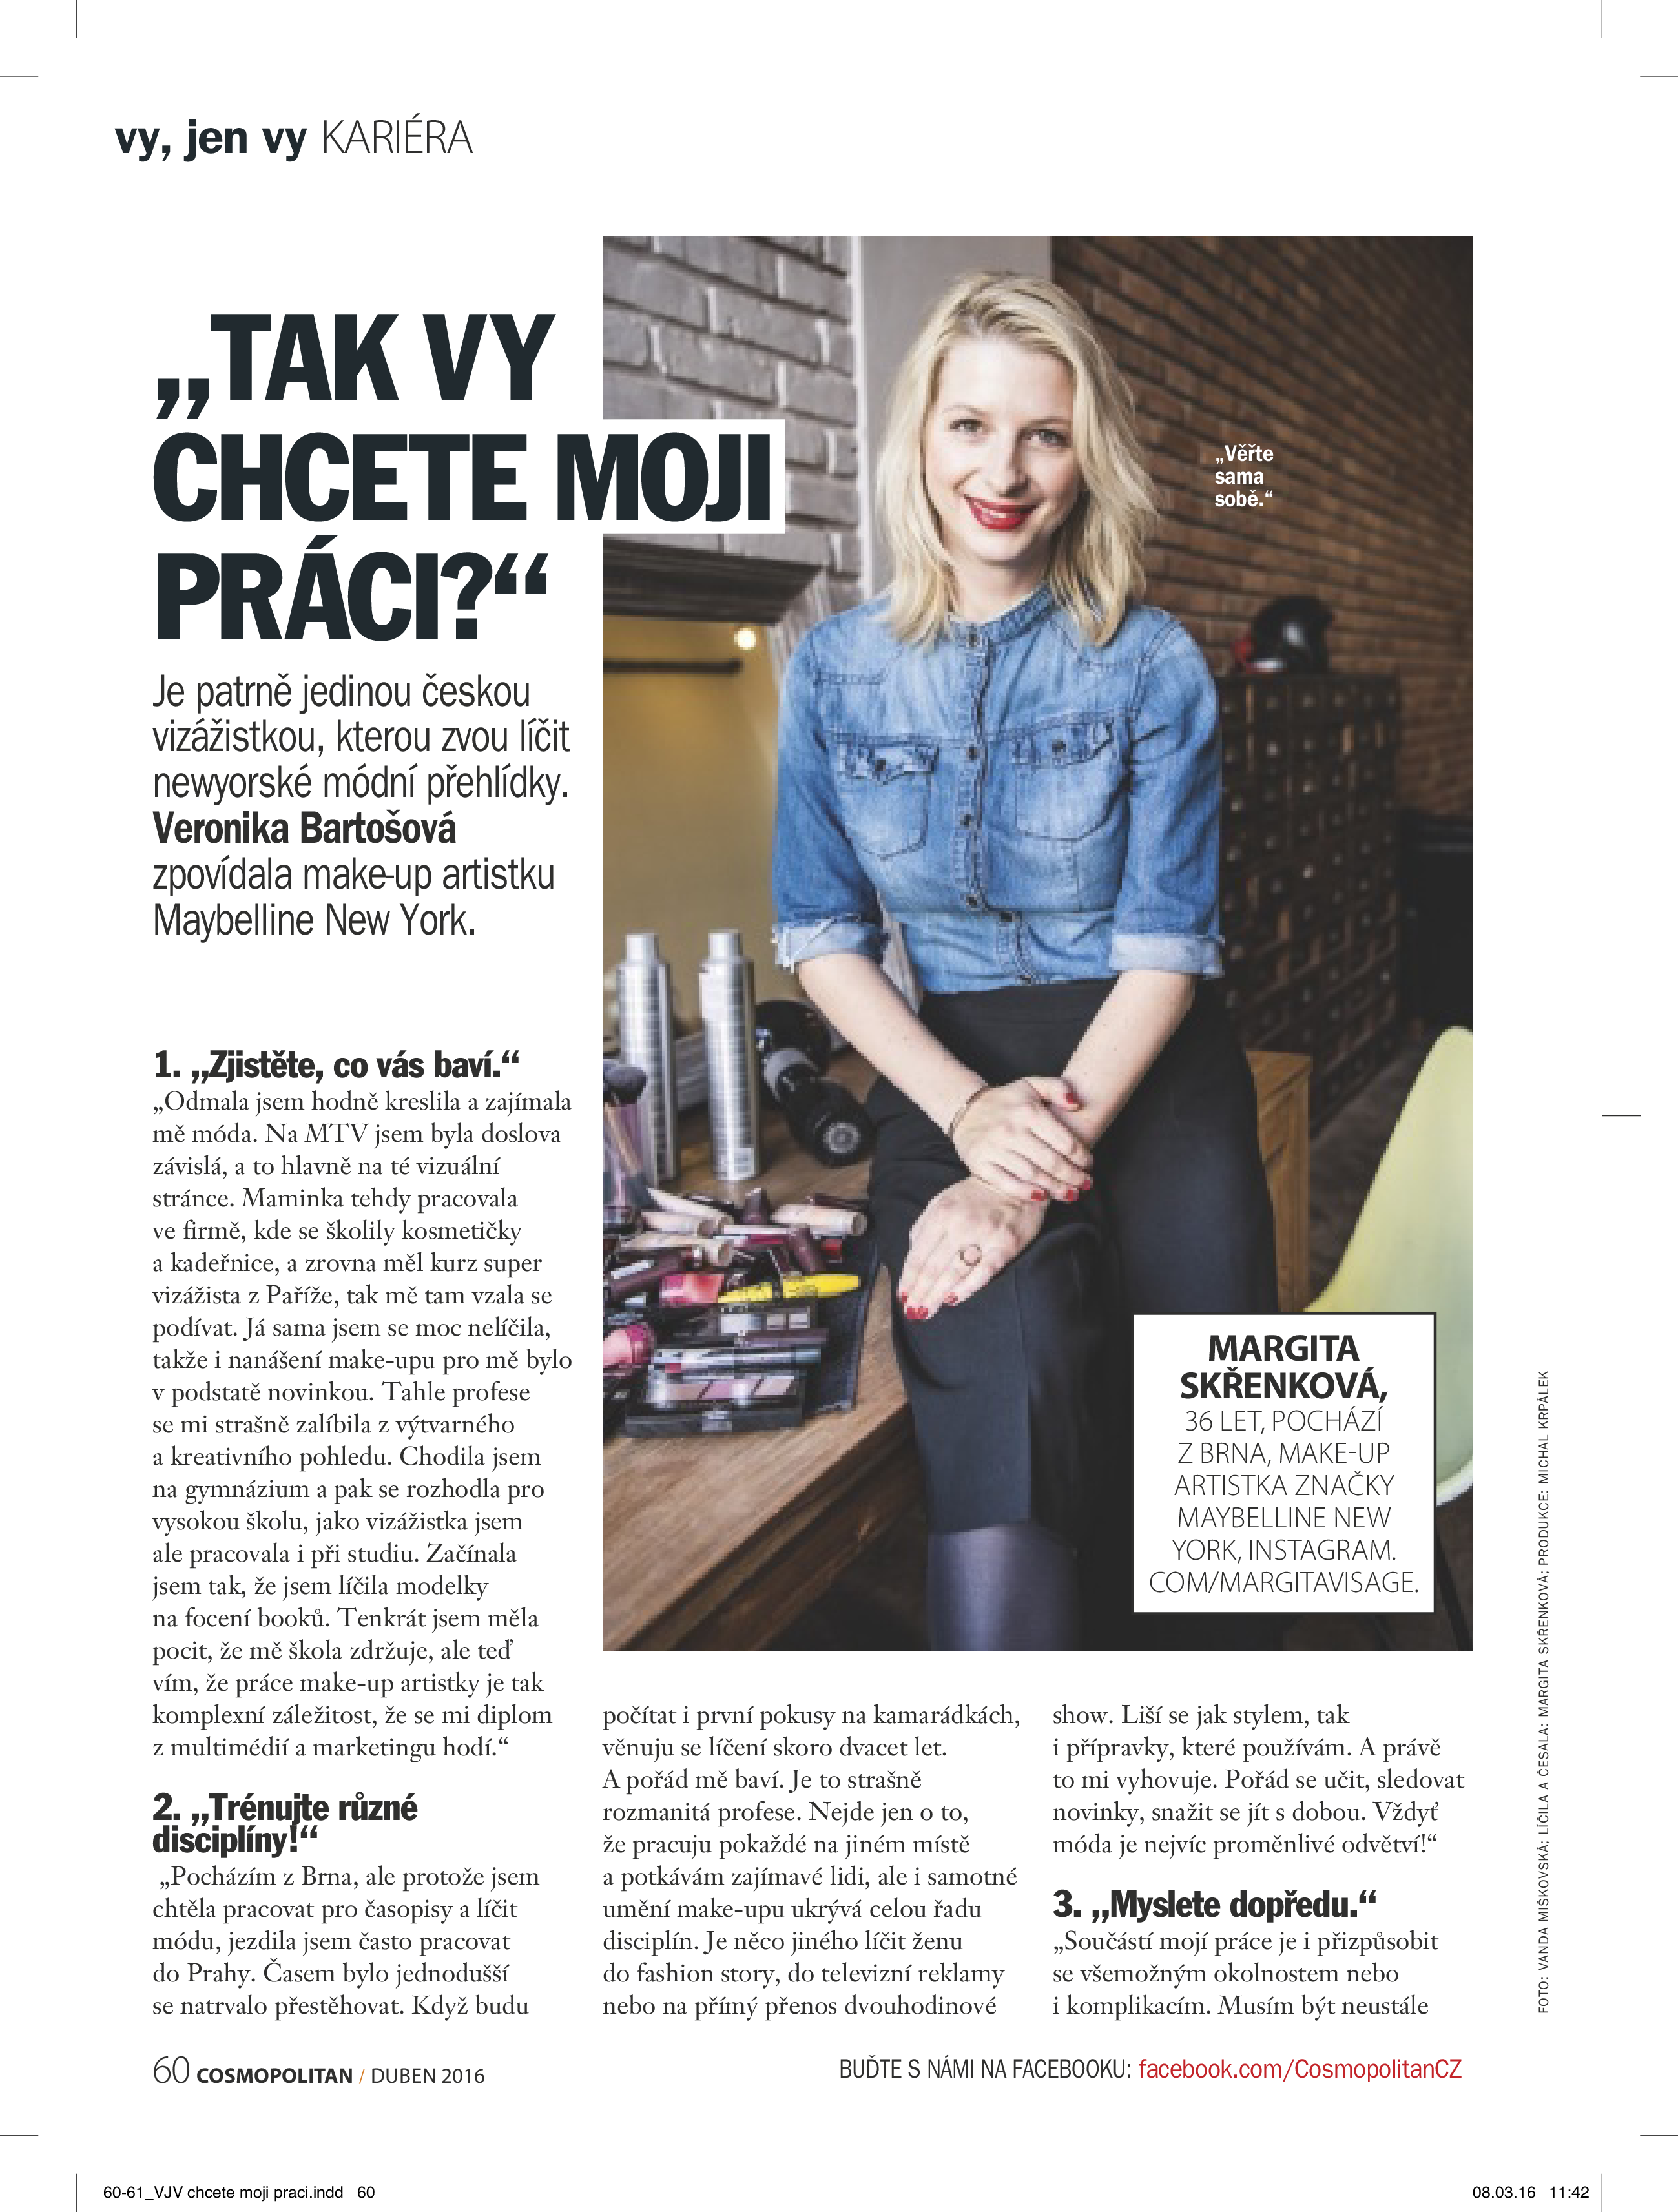 vy, jen vy KARIÉRA
„TAK VY
CHCETE MOJI
PRÁCI?“
Je patrně jedinou českou
vizážistkou, kterou zvou líčit
newyorské módní přehlídky.
Veronika Bartošová
zpovídala make-up artistku
Maybelline New York.
„Věřte
sama
sobě.“
1. „Zjistěte, co vás baví.“
„Odmala jsem hodně kreslila a zajímala
mě móda. Na MTV jsem byla doslova
závislá, a to hlavně na té vizuální
stránce. Maminka tehdy pracovala
ve firmě, kde se školily kosmetičky
a kadeřnice, a zrovna měl kurz super
vizážista z Paříže, tak mě tam vzala se
podívat. Já sama jsem se moc nelíčila,
takže i nanášení make-upu pro mě bylo
v podstatě novinkou. Tahle profese
se mi strašně zalíbila z výtvarného
a kreativního pohledu. Chodila jsem
na gymnázium a pak se rozhodla pro
vysokou školu, jako vizážistka jsem
ale pracovala i při studiu. Začínala
jsem tak, že jsem líčila modelky
na focení booků. Tenkrát jsem měla
pocit, že mě škola zdržuje, ale teď
vím, že práce make-up artistky je tak
komplexní záležitost, že se mi diplom
z multimédií a marketingu hodí.“
2. „Trénujte různé
disciplíny!“
„Pocházím z Brna, ale protože jsem
chtěla pracovat pro časopisy a líčit
módu, jezdila jsem často pracovat
do Prahy. Časem bylo jednodušší
se natrvalo přestěhovat. Když budu
MARGITA
SKŘENKOVÁ,
36 LET, POCHÁZÍ
Z BRNA, MAKE-UP
ARTISTKA ZNAČKY
MAYBELLINE NEW
YORK, INSTAGRAM.
COM/MARGITAVISAGE.
počítat i první pokusy na kamarádkách,
věnuju se líčení skoro dvacet let.
A pořád mě baví. Je to strašně
rozmanitá profese. Nejde jen o to,
že pracuju pokaždé na jiném místě
a potkávám zajímavé lidi, ale i samotné
umění make-upu ukrývá celou řadu
disciplín. Je něco jiného líčit ženu
do fashion story, do televizní reklamy
nebo na přímý přenos dvouhodinové
show. Liší se jak stylem, tak
i přípravky, které používám. A právě
to mi vyhovuje. Pořád se učit, sledovat
novinky, snažit se jít s dobou. Vždyť
móda je nejvíc proměnlivé odvětví!“
3. „Myslete dopředu.“
„Součástí mojí práce je i přizpůsobit
se všemožným okolnostem nebo
i komplikacím. Musím být neustále
FOTO: VANDA MIŠKOVSKÁ; LÍČILA A ČESALA: MARGITA SKŘENKOVÁ; PRODUKCE: MICHAL KRPÁLEK
60 COSMOPOLITAN / DUBEN 2016
BUĎTE S NÁMI NA FACEBOOKU: facebook.com/CosmopolitanCZ
60-61_VJV chcete moji praci.indd 60
08.03.16 11:42